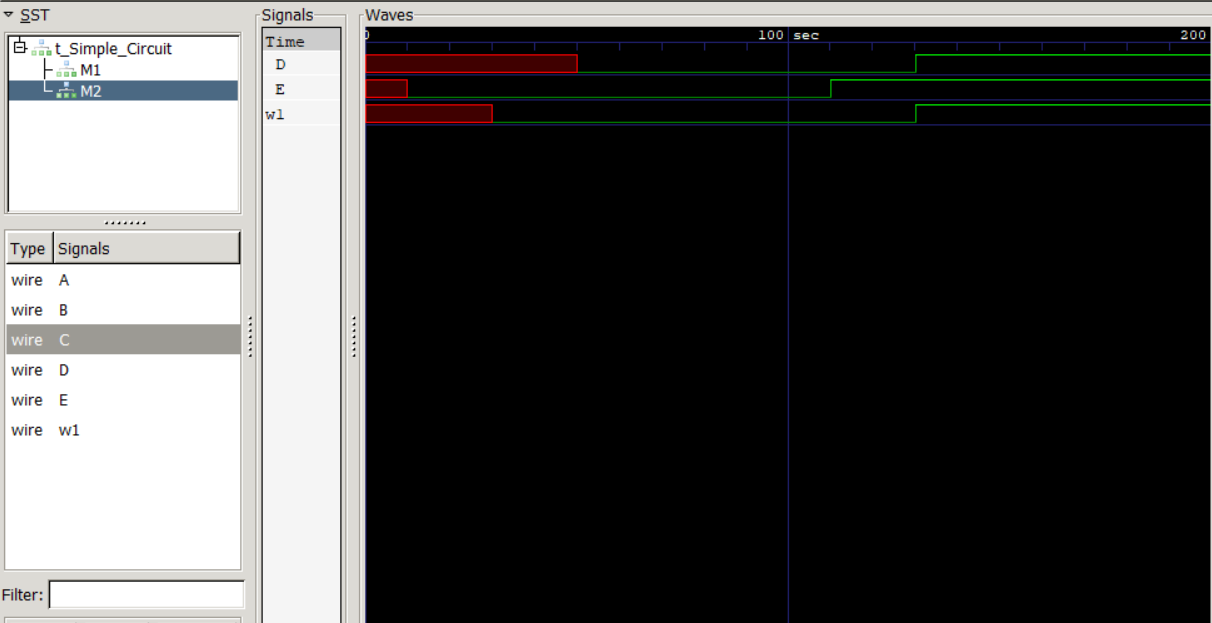 SST
t_Simple_Circuit
M1
M2
Type Signals
wire A
wire B
wire C
wire D
wire E
wire w1
Filter:
Signals
Time
D
E
w1
Waves
0 100 sec 200